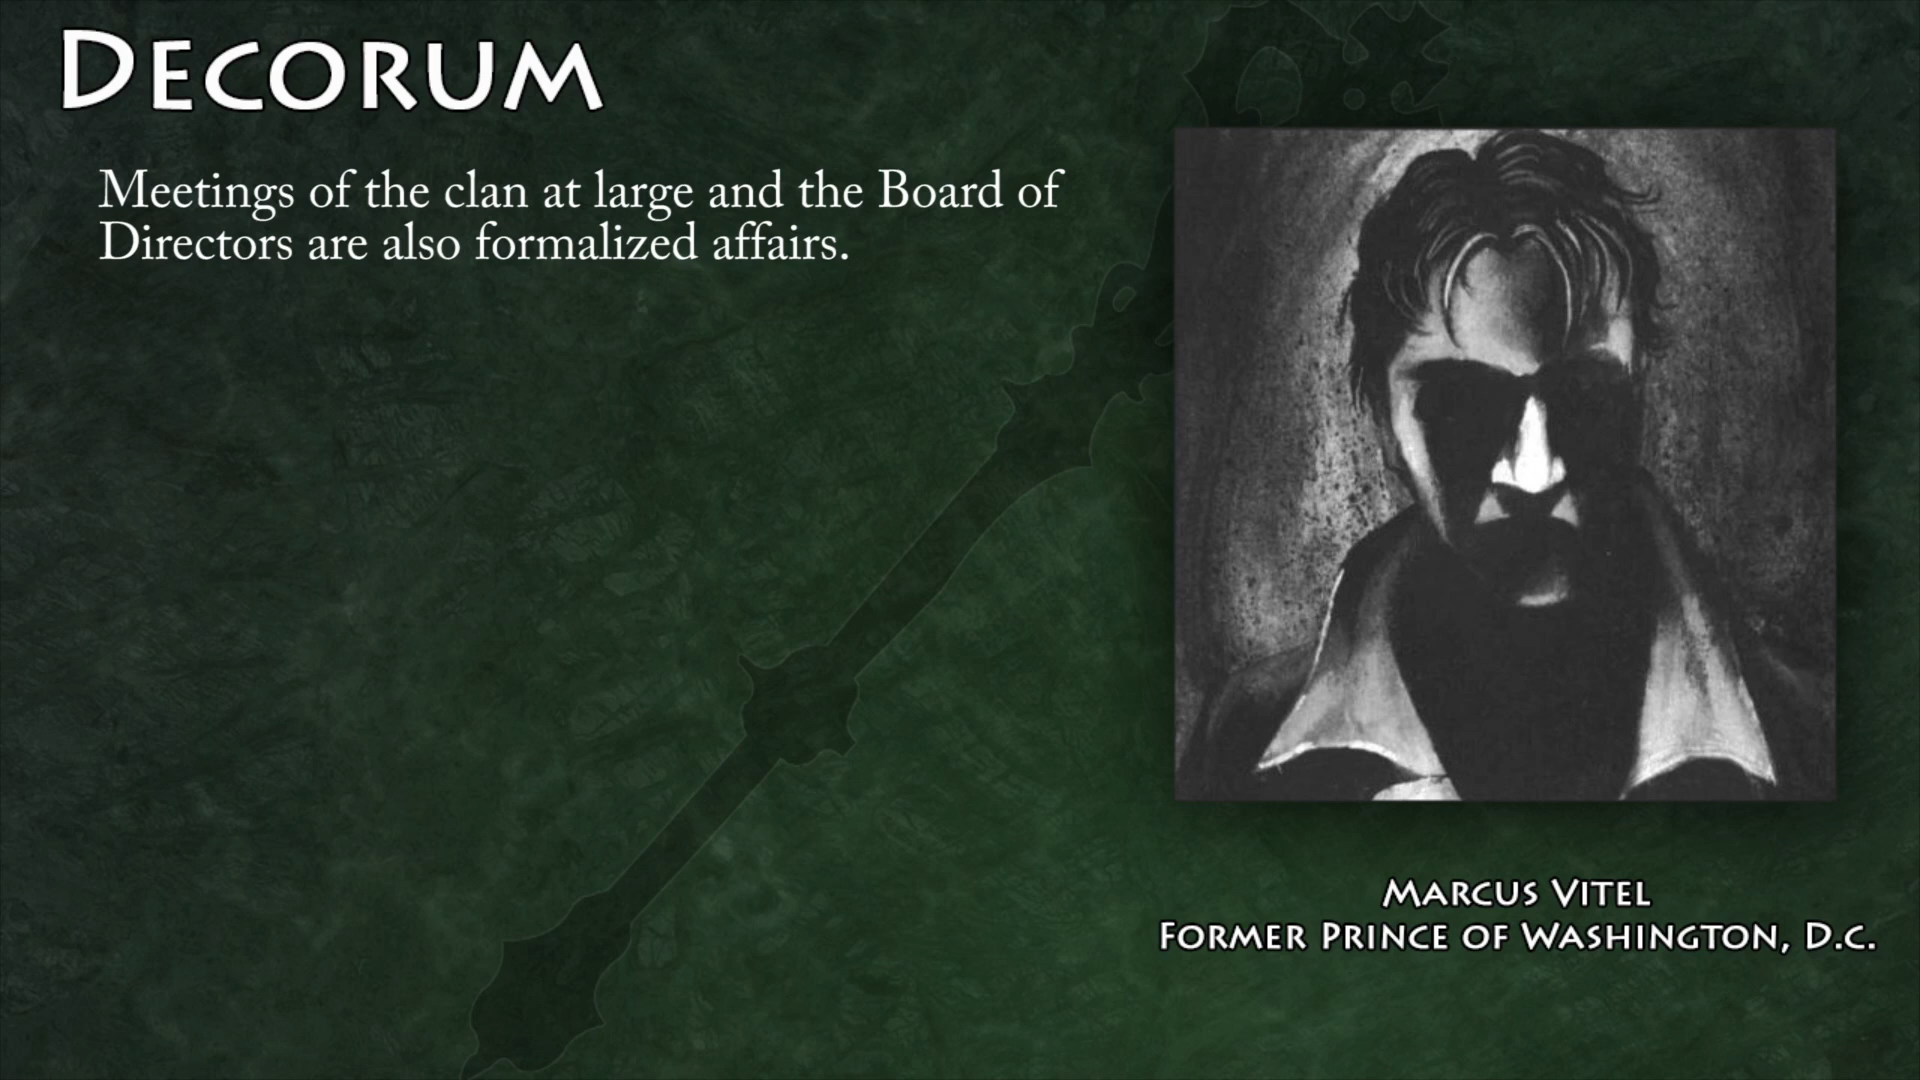 Decorum
Meetings of the clan at large and the Board of
Directors are also formalized affairs.
Marcus Vitel
Former Prince of Washington, D.c.